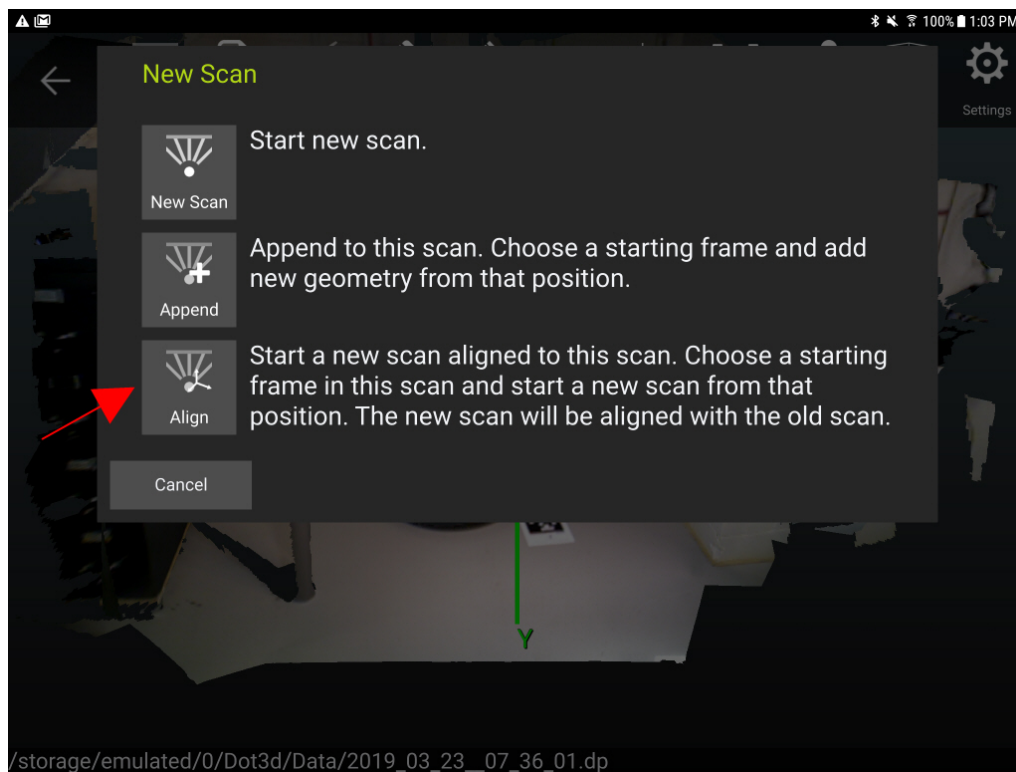 100% 1:03 PM
Settings
New Scan
New Scan
Start new scan.
Append
Append to this scan. Choose a starting frame and add
new geometry from that position.
Align
Start a new scan aligned to this scan. Choose a starting
frame in this scan and start a new scan from that
position. The new scan will be aligned with the old scan.
Cancel
Y
/storage/emulated/0/Dot3d/Data/2019_03_23__07_36_01.dp